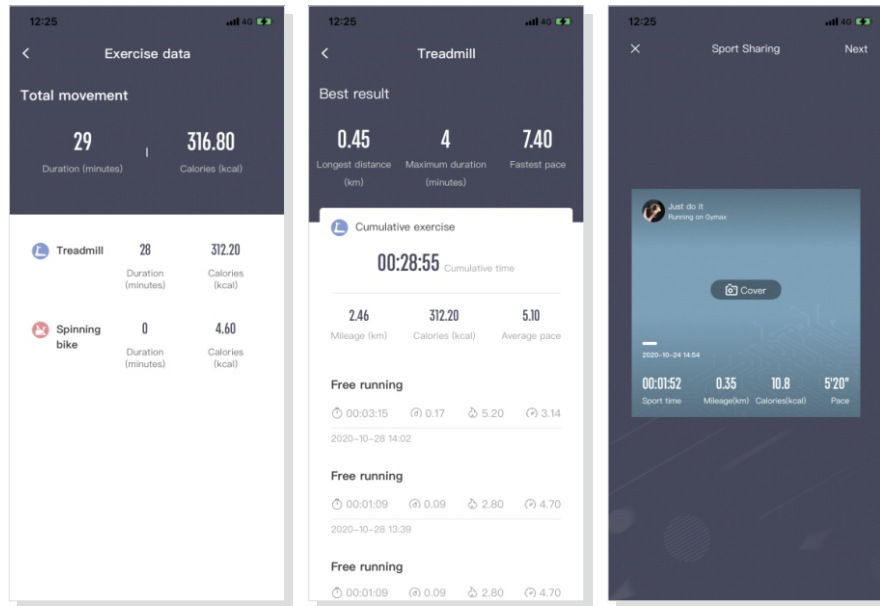 12:25
4G
Exercise data
Total movement
29
316.80
Duration (minutes)
Calories (kcal)
Treadmill
28
312.20
Duration
(minutes)
Calories
(kcal)
Spinning
bike
0
4.60
Duration
(minutes)
Calories
(kcal)
12:25
4G
Treadmill
Best result
0.45
4
7.40
Longest distance
(km)
Maximum duration
(minutes)
Fastest pace
Cumulative exercise
00:28:55 Cumulative time
2.46
312.20
5.10
Mileage (km)
Calories (kcal)
Average pace
Free running
00:03:15 0.17 5.20 3.14
2020-10-28 14:02
Free running
00:01:09 0.09 2.80 4.70
2020-10-28 13:39
Free running
00:01:09 0.09 2.80 4.70
12:25
4G
Sport Sharing
Next
Just do it
Running on Gymax
Cover
2020-10-24 14:54
00:01:52
0.35
10.8
5'20"
Sport time
Mileage(km)
Calories(kcal)
Pace